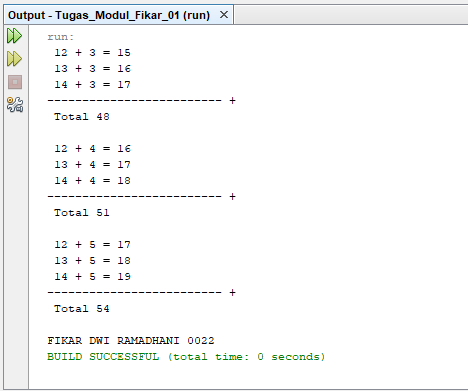 Output - Tugas_Modul_Fikar_01 (run) ×
run:
12 + 3 = 15
13 + 3 = 16
14 + 3 = 17
------------------------- +
Total 48
12 + 4 = 16
13 + 4 = 17
14 + 4 = 18
------------------------- +
Total 51
12 + 5 = 17
13 + 5 = 18
14 + 5 = 19
------------------------- +
Total 54
FIKAR DWI RAMADHANI 0022
BUILD SUCCESSFUL (total time: 0 seconds)